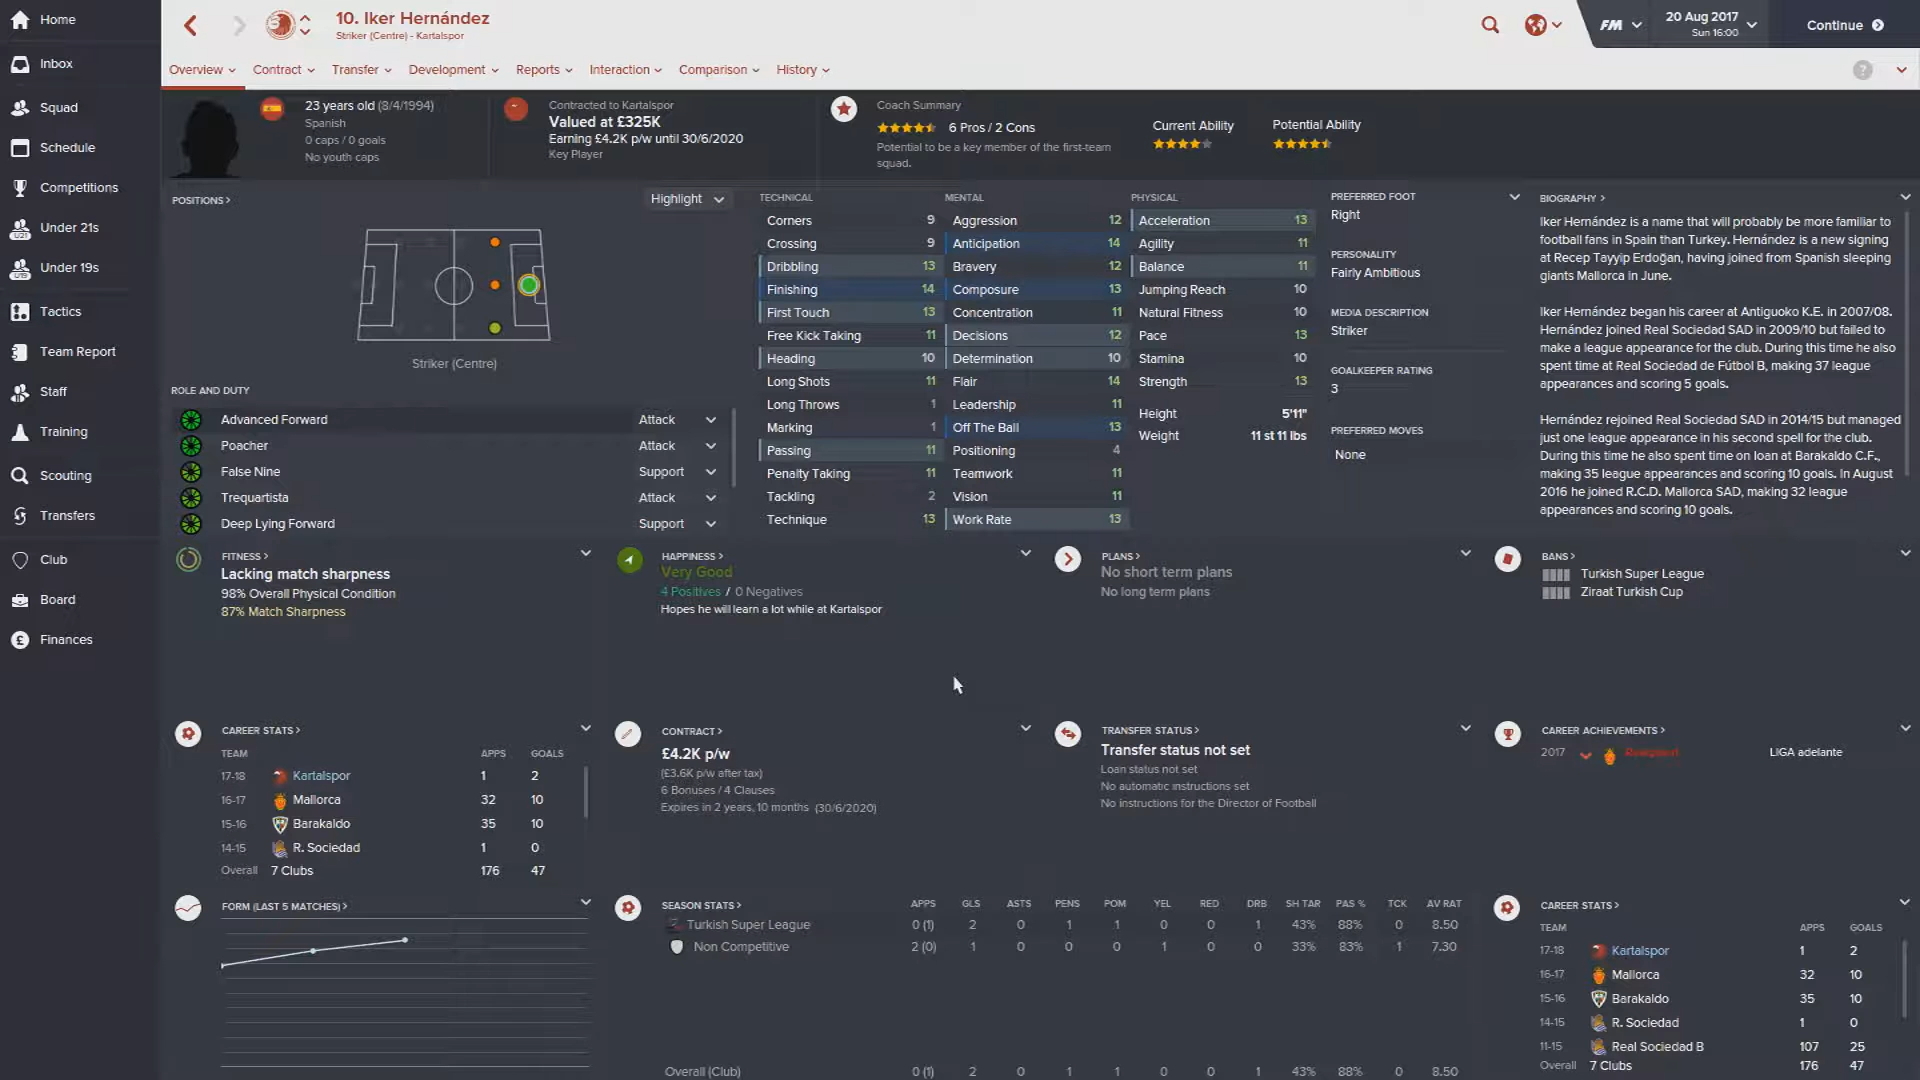 Home
Inbox
Squad
Schedule
Competitions
Under 21s
Under 19s
Tactics
Team Report
Staff
Training
Scouting
Transfers
Club
Board
Finances
10. Iker Hernández
Striker (Centre) - Kartalspor
FM
20 Aug 2017
Sun 16:00
Continue
Overview
Contract
Transfer
Development
Reports
Interaction
Comparison
History
?
23 years old (8/4/1994)
Spanish
0 caps / 0 goals
No youth caps
Contracted to Kartalspor
Valued at £325K
Earning £4.2K p/w until 30/6/2020
Key Player
Coach Summary
6 Pros / 2 Cons
Potential to be a key member of the first-team
squad.
Current Ability
Potential Ability
POSITIONS >
Highlight
Striker (Centre)
ROLE AND DUTY
Advanced Forward Attack
Poacher Attack
False Nine Support
Trequartista Attack
Deep Lying Forward Support
TECHNICAL
Corners 9
Crossing 9
Dribbling 13
Finishing 14
First Touch 13
Free Kick Taking 11
Heading 10
Long Shots 11
Long Throws 1
Marking 1
Passing 11
Penalty Taking 11
Tackling 2
Technique 13
MENTAL
Aggression 12
Anticipation 14
Bravery 12
Composure 13
Concentration 11
Decisions 12
Determination 10
Flair 14
Leadership 11
Off The Ball 13
Positioning 4
Teamwork 11
Vision 11
Work Rate 13
PHYSICAL
Acceleration 13
Agility 11
Balance 11
Jumping Reach 10
Natural Fitness 10
Pace 13
Stamina 10
Strength 13
Height 5'11"
Weight 11 st 11 lbs
PREFERRED FOOT
Right
PERSONALITY
Fairly Ambitious
MEDIA DESCRIPTION
Striker
GOALKEEPER RATING
3
PREFERRED MOVES
None
BIOGRAPHY >
Iker Hernández is a name that will probably be more familiar to
football fans in Spain than Turkey. Hernández is a new signing
at Recep Tayyip Erdoğan, having joined from Spanish sleeping
giants Mallorca in June.
Iker Hernández began his career at Antiguoko K.E. in 2007/08.
Hernández joined Real Sociedad SAD in 2009/10 but failed to
make a league appearance for the club. During this time he also
spent time at Real Sociedad de Fútbol B, making 37 league
appearances and scoring 5 goals.
Hernández rejoined Real Sociedad SAD in 2014/15 but managed
just one league appearance in his second spell for the club.
During this time he also spent time on loan at Barakaldo C.F.,
making 35 league appearances and scoring 10 goals. In August
2016 he joined R.C.D. Mallorca SAD, making 32 league
appearances and scoring 10 goals.
FITNESS >
Lacking match sharpness
98% Overall Physical Condition
87% Match Sharpness
HAPPINESS >
Very Good
4 Positives / 0 Negatives
Hopes he will learn a lot while at Kartalspor
PLANS >
No short term plans
No long term plans
BANS >
Turkish Super League
Ziraat Turkish Cup
CAREER STATS >
TEAM APPS GOALS
17-18 Kartalspor 1 2
16-17 Mallorca 32 10
15-16 Barakaldo 35 10
14-15 R. Sociedad 1 0
Overall 7 Clubs 176 47
CONTRACT >
£4.2K p/w
(£3.6K p/w after tax)
6 Bonuses / 4 Clauses
Expires in 2 years, 10 months (30/6/2020)
TRANSFER STATUS >
Transfer status not set
Loan status not set
No automatic instructions set
No instructions for the Director of Football
CAREER ACHIEVEMENTS >
2017 LIGA adelante
FORM (LAST 5 MATCHES) >
SEASON STATS > APPS GLS ASTS PENS POM YEL RED DRB SH TAR PAS % TCK AV RAT
Turkish Super League 0 (1) 2 0 1 1 0 0 1 43% 88% 0 8.50
Non Competitive 2 (0) 1 0 0 0 1 0 0 33% 83% 1 7.30
Overall (Club) 0 (1) 2 0 1 1 0 0 1 43% 88% 0 8.50
CAREER STATS >
TEAM APPS GOALS
17-18 Kartalspor 1 2
16-17 Mallorca 32 10
15-16 Barakaldo 35 10
14-15 R. Sociedad 1 0
11-15 Real Sociedad B 107 25
Overall 7 Clubs 176 47